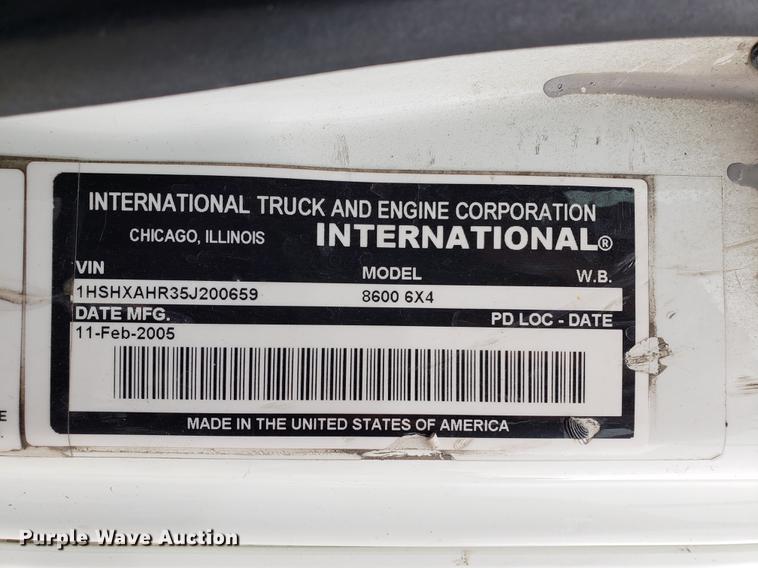 INTERNATIONAL TRUCK AND ENGINE CORPORATION
CHICAGO, ILLINOIS INTERNATIONAL®
VIN MODEL W.B.
1HSHXAHR35J200659 8600 6X4
DATE MFG. PD LOC - DATE
11-Feb-2005
MADE IN THE UNITED STATES OF AMERICA
E
Purple Wave Auction